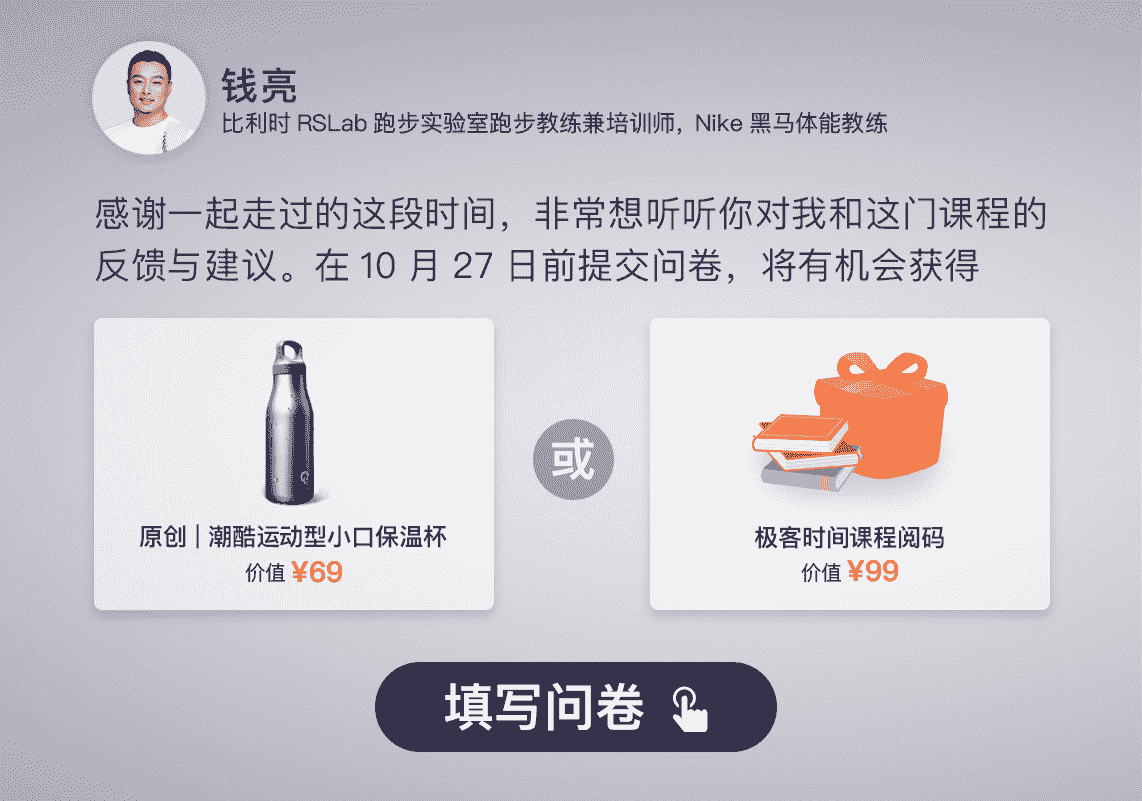 钱亮
比利时 RSLab 跑步实验室跑步教练兼培训师，Nike 黑马体能教练
感谢一起走过的这段时间，非常想听听你对我和这门课程的
反馈与建议。在 10 月 27 日前提交问卷，将有机会获得
或
原创 | 潮酷运动型小口保温杯
价值 ¥69
极客时间课程阅码
价值 ¥99
填写问卷